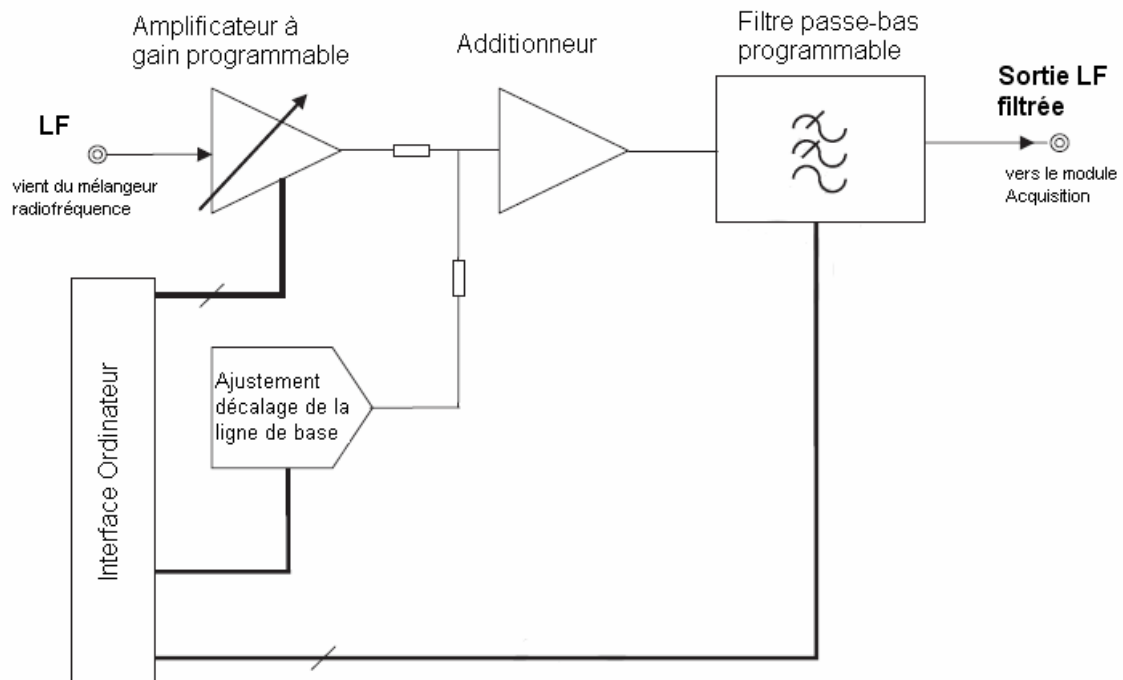 Amplificateur à
gain programmable
Additionneur
Filtre passe-bas
programmable
Sortie LF
filtrée
LF
vient du mélangeur
radiofréquence
vers le module
Acquisition
Ajustement
décalage de la
ligne de base
Interface Ordinateur